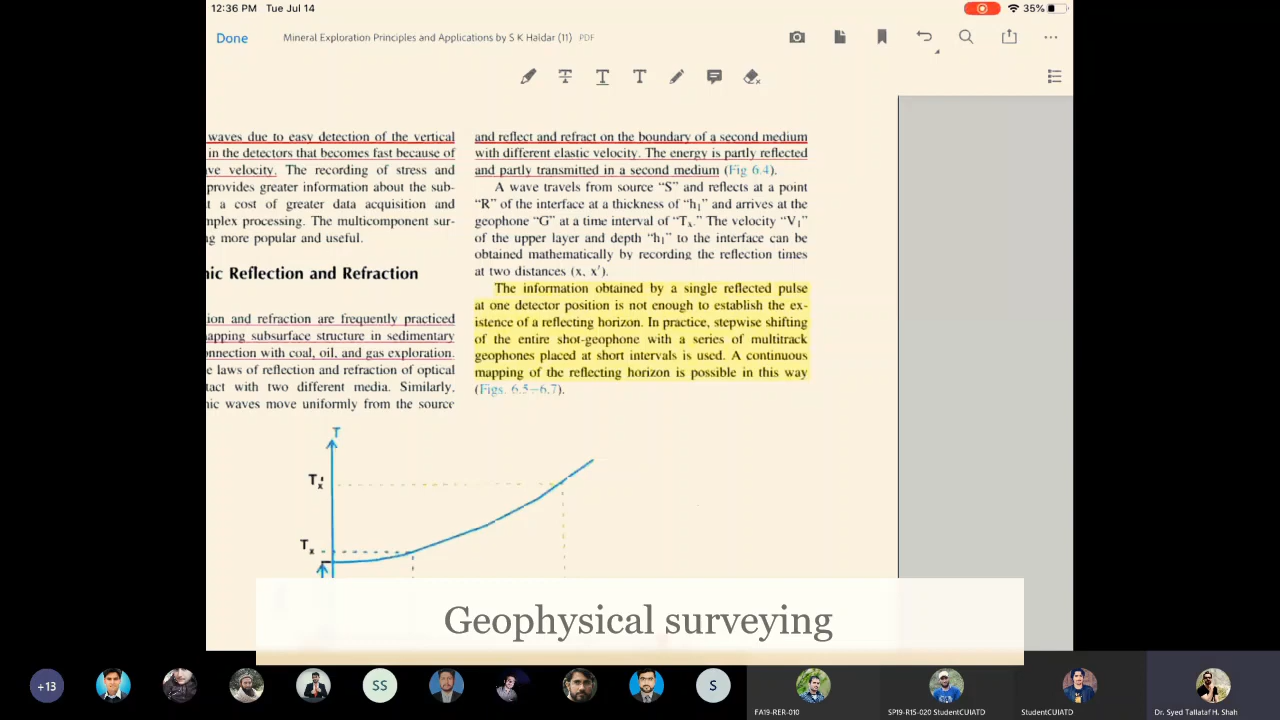 12:36 PM Tue Jul 14
35%
Done
Mineral Exploration Principles and Applications by S K Haldar (11) PDF
waves due to easy detection of the vertical
in the detectors that becomes fast because of
ve velocity. The recording of stress and
provides greater information about the sub-
t a cost of greater data acquisition and
mplex processing. The multicomponent sur-
g more popular and useful.
nic Reflection and Refraction
ion and refraction are frequently practiced
apping subsurface structure in sedimentary
onnection with coal, oil, and gas exploration.
e laws of reflection and refraction of optical
tact with two different media. Similarly,
nic waves move uniformly from the source
and reflect and refract on the boundary of a second medium
with different elastic velocity. The energy is partly reflected
and partly transmitted in a second medium (Fig 6.4).
A wave travels from source “S” and reflects at a point
“R” of the interface at a thickness of “h₁” and arrives at the
geophone “G” at a time interval of “Tₓ.” The velocity “V₁”
of the upper layer and depth “h₁” to the interface can be
obtained mathematically by recording the reflection times
at two distances (x, x′).
The information obtained by a single reflected pulse
at one detector position is not enough to establish the ex-
istence of a reflecting horizon. In practice, stepwise shifting
of the entire shot-geophone with a series of multitrack
geophones placed at short intervals is used. A continuous
mapping of the reflecting horizon is possible in this way
(Figs. 6.5–6.7).
T
Tₓ′
Tₓ
Geophysical surveying
+13
SS
S
FA19-RER-010
SP19-R15-020 StudentCUIATD
StudentCUIATD
Dr. Syed Tallataf H. Shah